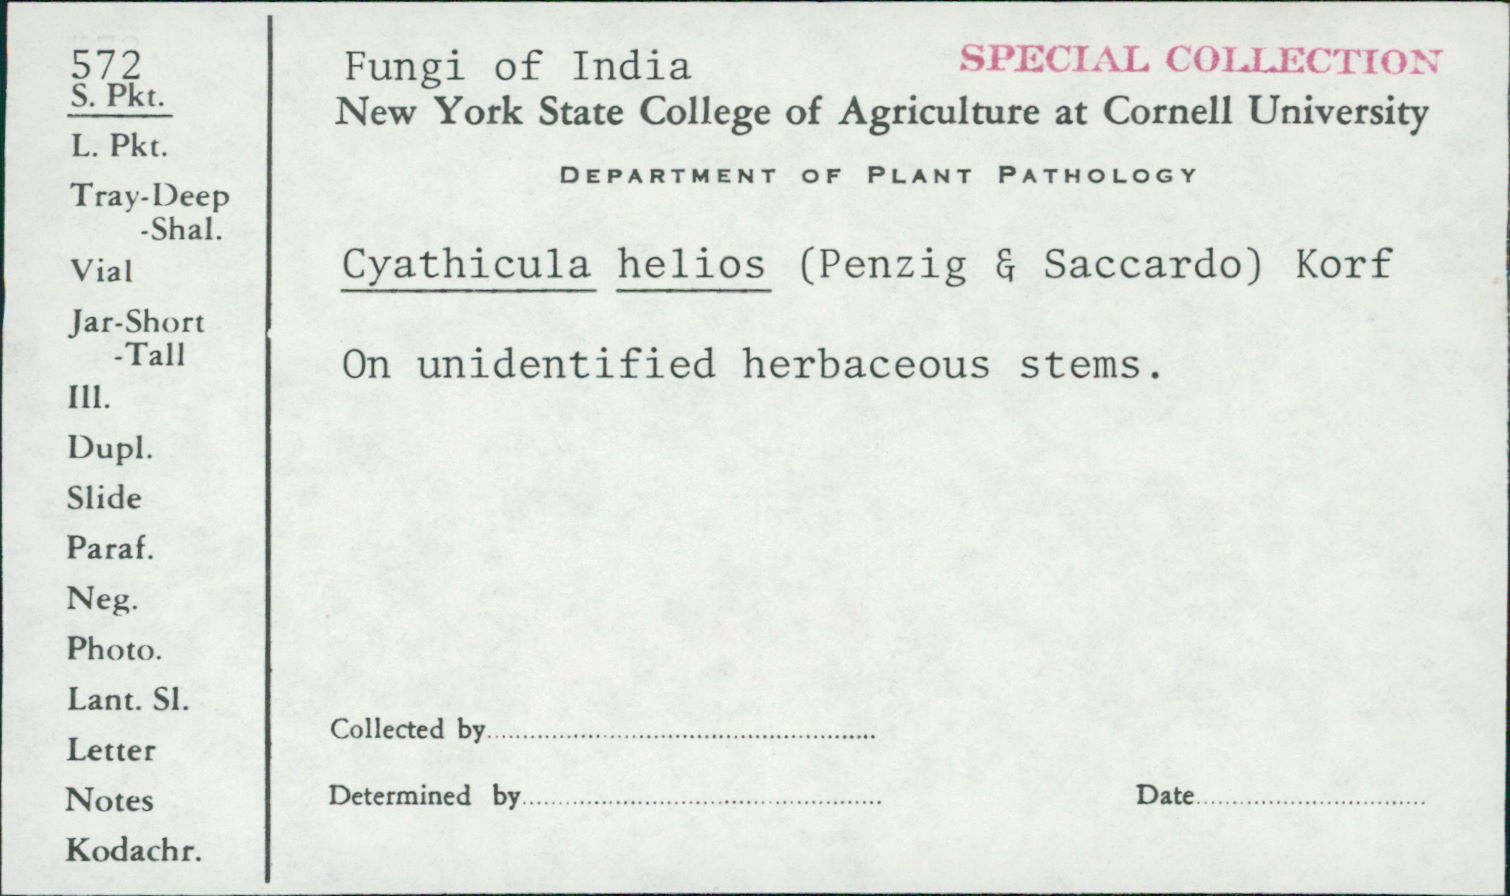 572
S. Pkt.
L. Pkt.
Tray-Deep
-Shal.
Vial
Jar-Short
-Tall
Ill.
Dupl.
Slide
Paraf.
Neg.
Photo.
Lant. Sl.
Letter
Notes
Kodachr.
Fungi of India
SPECIAL COLLECTION
New York State College of Agriculture at Cornell University
DEPARTMENT OF PLANT PATHOLOGY
Cyathicula helios (Penzig & Saccardo) Korf
On unidentified herbaceous stems.
Collected by
Determined by
Date